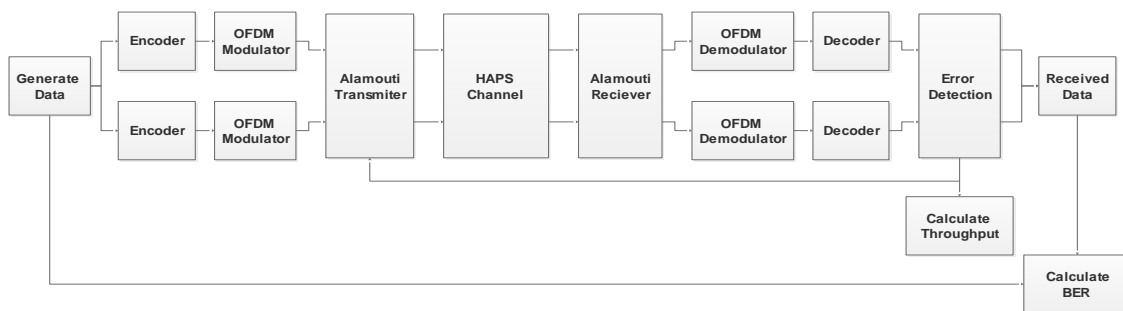 Generate
Data
Encoder
OFDM
Modulator
Encoder
OFDM
Modulator
Alamouti
Transmiter
HAPS
Channel
Alamouti
Reciever
OFDM
Demodulator
Decoder
OFDM
Demodulator
Decoder
Error
Detection
Received
Data
Calculate
Throughput
Calculate
BER